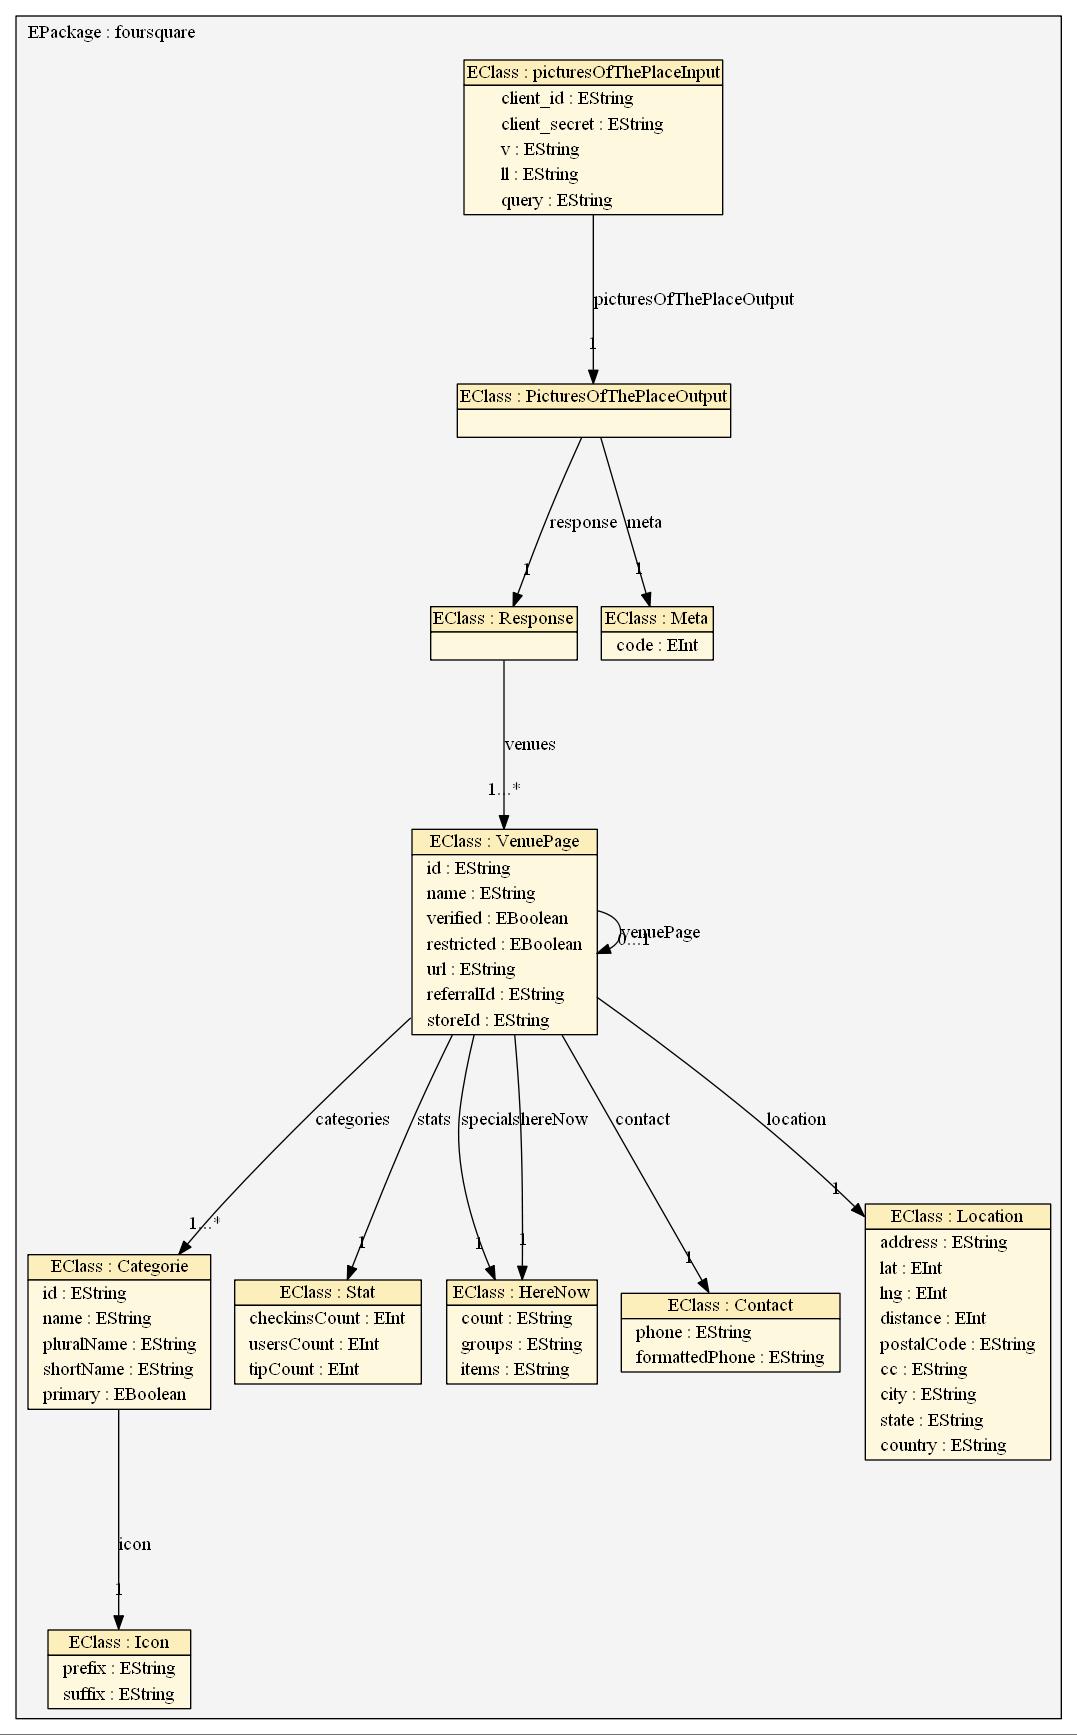 EPackage : foursquare
EClass : picturesOfThePlaceInput
client_id : EString
client_secret : EString
v : EString
ll : EString
query : EString
picturesOfThePlaceOutput
1
EClass : PicturesOfThePlaceOutput
response
meta
1
1
EClass : Response
EClass : Meta
code : EInt
venues
1...*
EClass : VenuePage
id : EString
name : EString
verified : EBoolean
restricted : EBoolean
url : EString
referralId : EString
storeId : EString
venuePage
0...1
categories
stats
specials
hereNow
contact
location
1...*
1
1
1
1
1
EClass : Categorie
id : EString
name : EString
pluralName : EString
shortName : EString
primary : EBoolean
EClass : Stat
checkinsCount : EInt
usersCount : EInt
tipCount : EInt
EClass : HereNow
count : EString
groups : EString
items : EString
EClass : Contact
phone : EString
formattedPhone : EString
EClass : Location
address : EString
lat : EInt
lng : EInt
distance : EInt
postalCode : EString
cc : EString
city : EString
state : EString
country : EString
icon
1
EClass : Icon
prefix : EString
suffix : EString